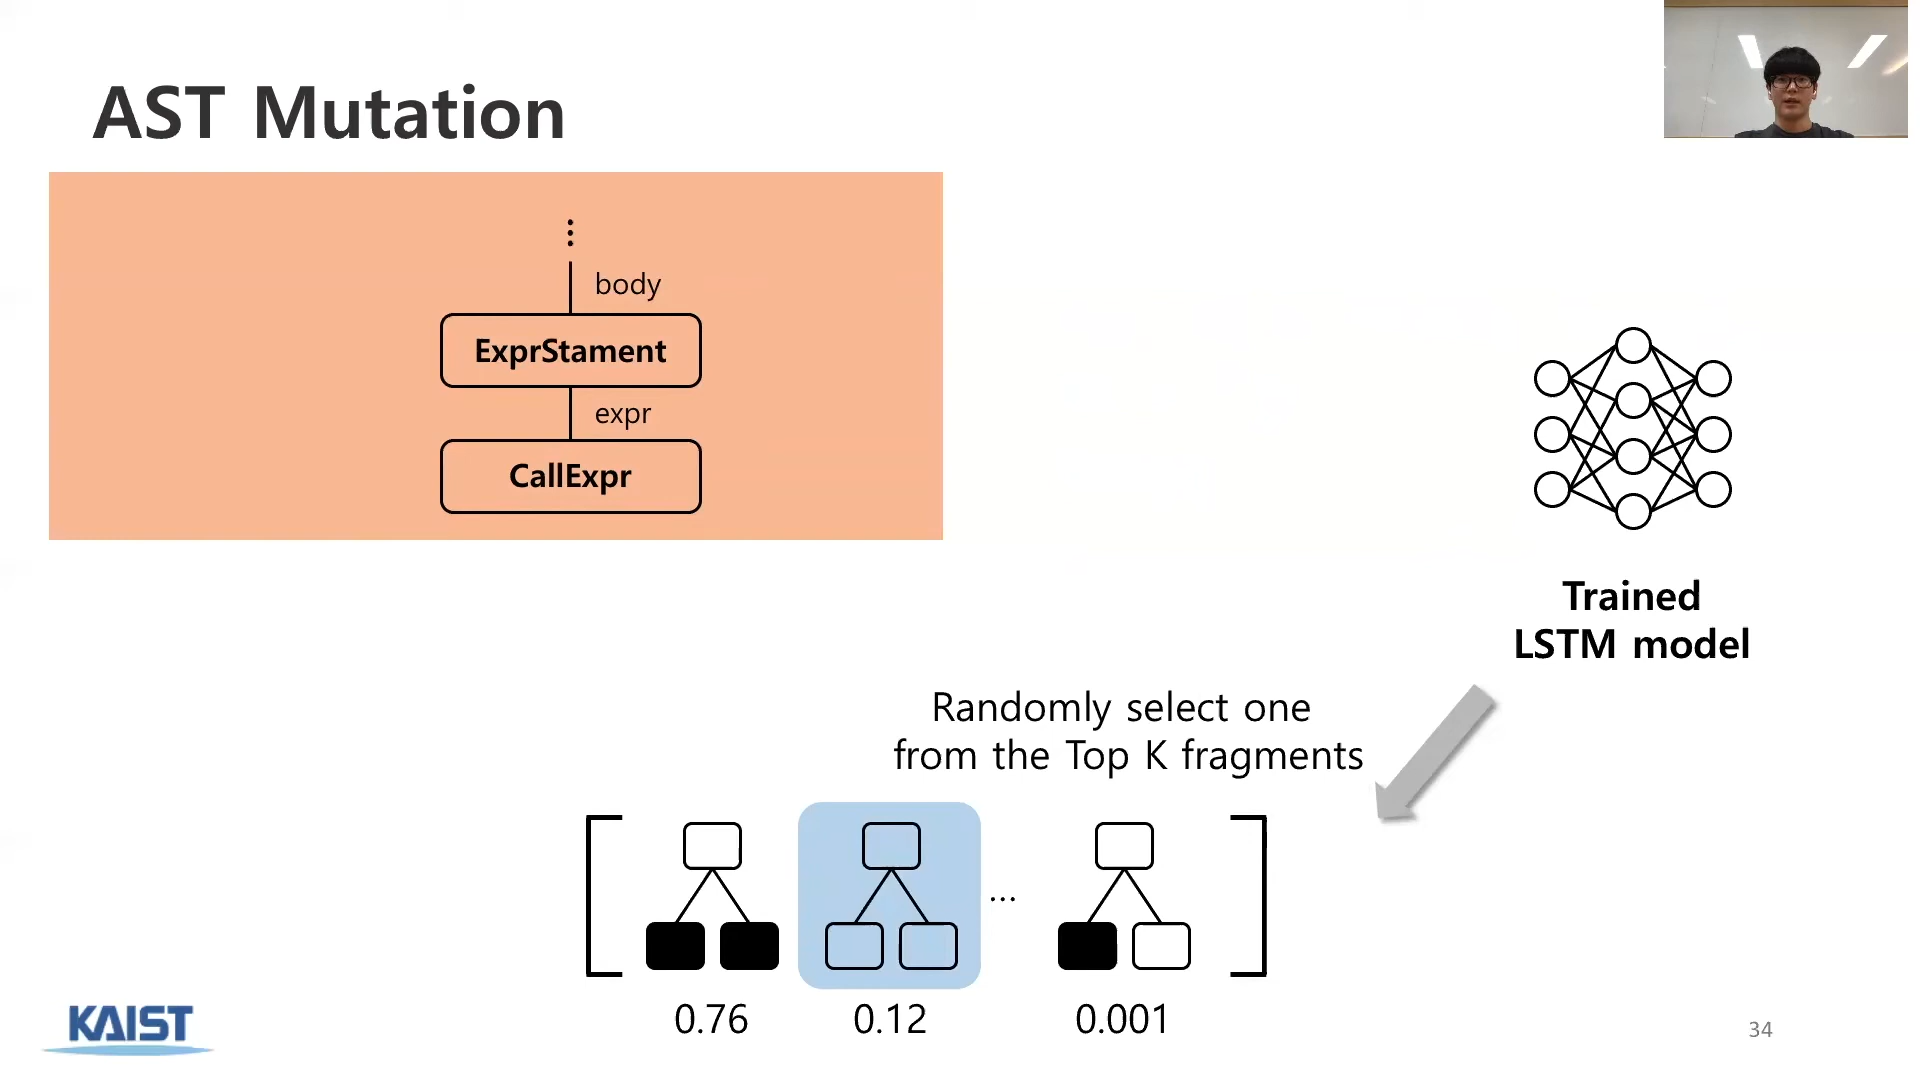 AST Mutation
⋮
body
ExprStament
expr
CallExpr
Trained
LSTM model
Randomly select one
from the Top K fragments
...
0.76
0.12
0.001
KAIST
34